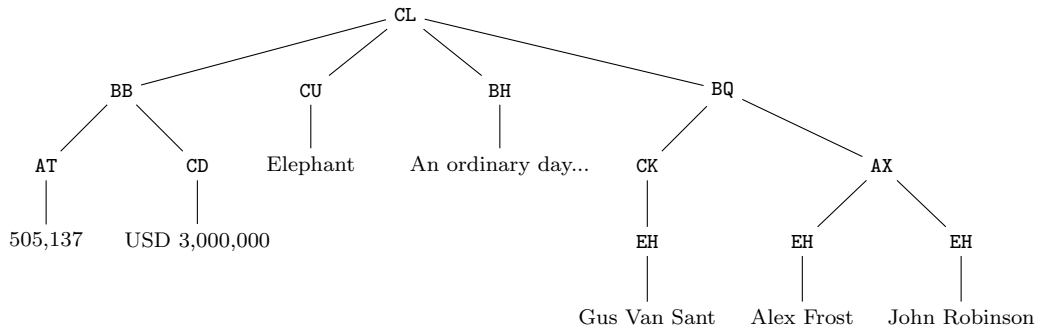 CL
BB CU BH BQ
AT CD Elephant An ordinary day... CK AX
505,137 USD 3,000,000 EH EH EH
Gus Van Sant Alex Frost John Robinson